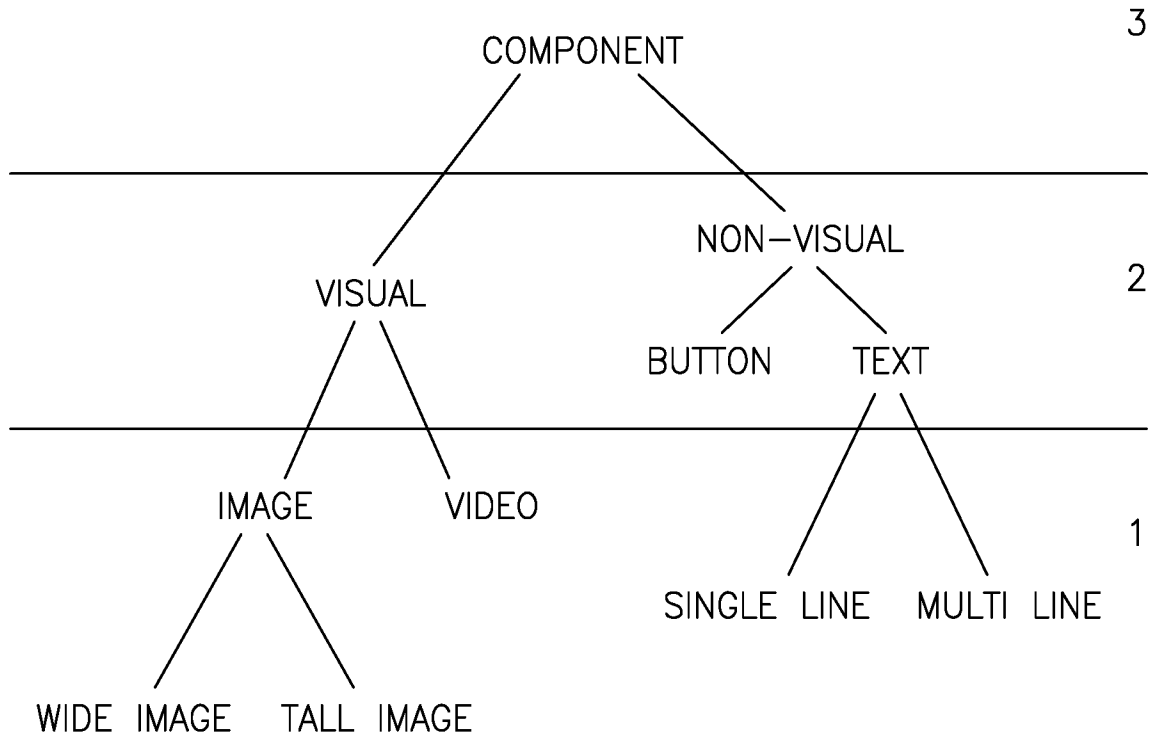 3
COMPONENT
NON-VISUAL
VISUAL
2
BUTTON TEXT
IMAGE VIDEO
1
SINGLE LINE MULTI LINE
WIDE IMAGE TALL IMAGE